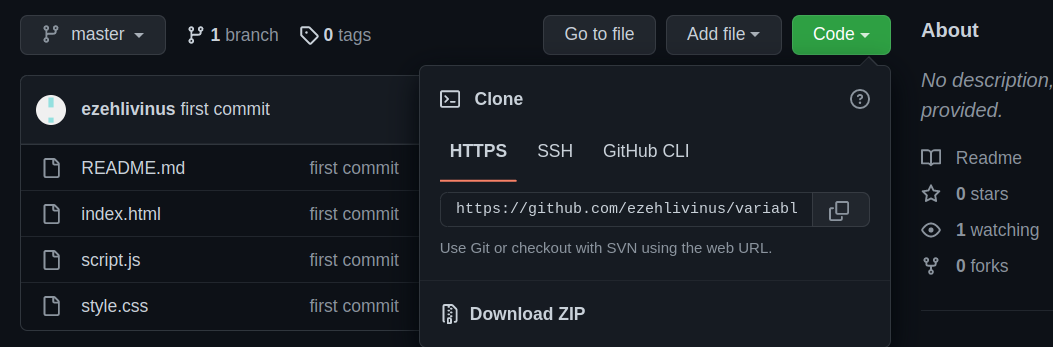 master 1 branch 0 tags Go to file Add file Code
About
No description,
provided.
ezehlivinus first commit
Clone
HTTPS SSH GitHub CLI
README.md first commit
Readme
index.html first commit
0 stars
https://github.com/ezehlivinus/variabl
1 watching
Use Git or checkout with SVN using the web URL.
script.js first commit
0 forks
style.css first commit
Download ZIP